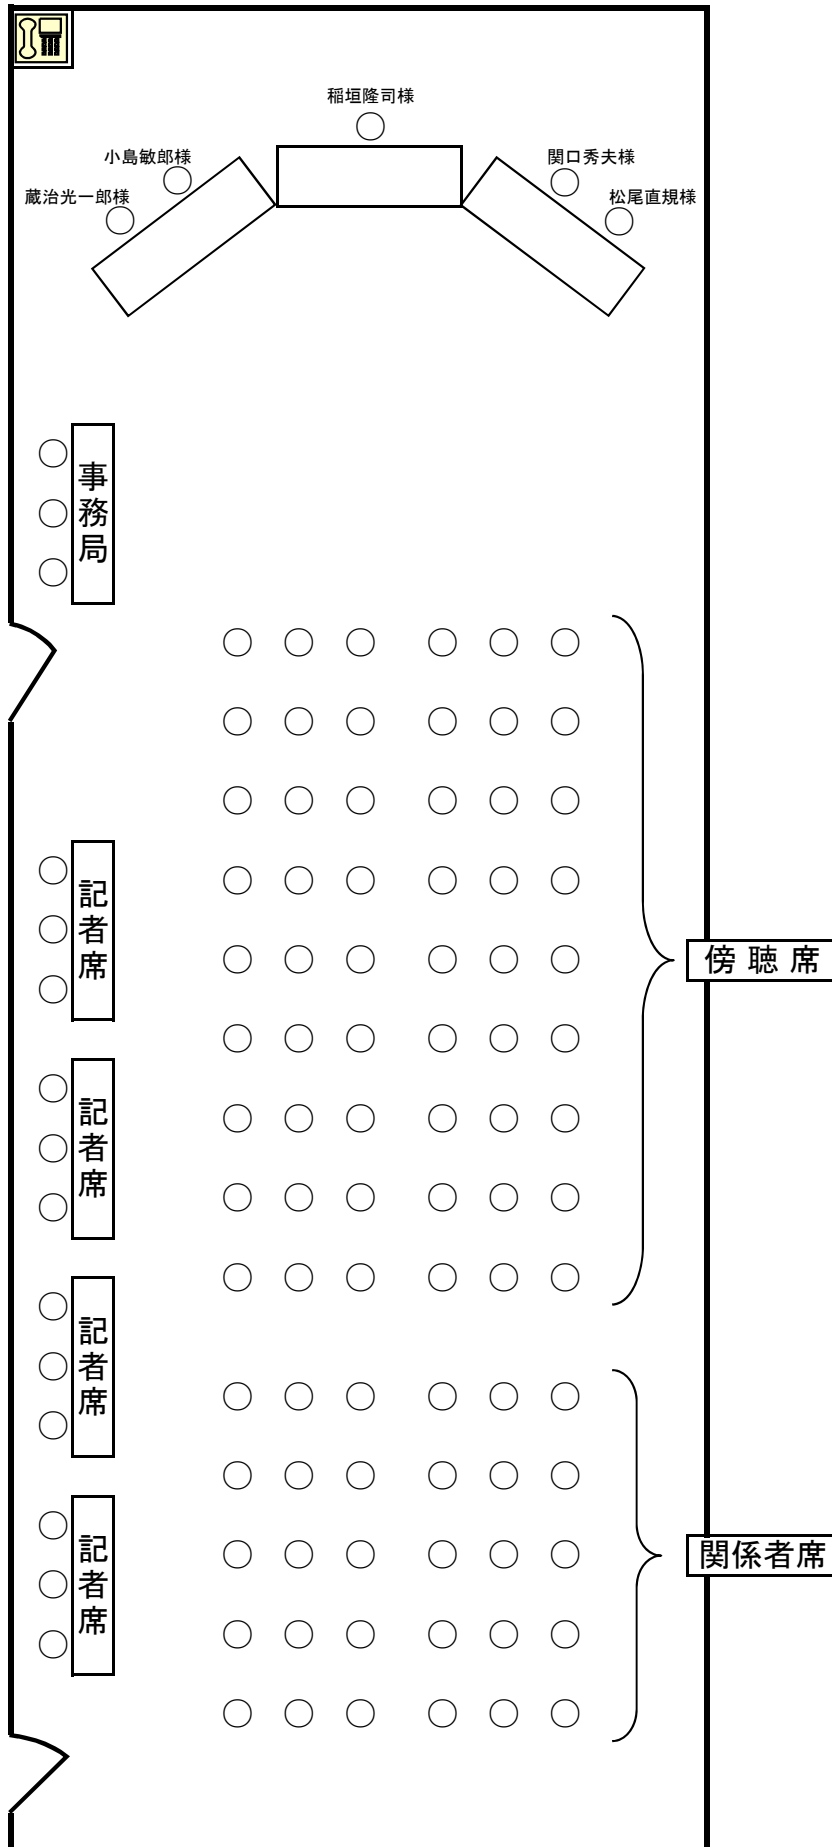 稲垣隆司様
小島敏郎様
関口秀夫様
蔵治光一郎様
松尾直規様
事務局
記者席
傍聴席
記者席
記者席
記者席
関係者席